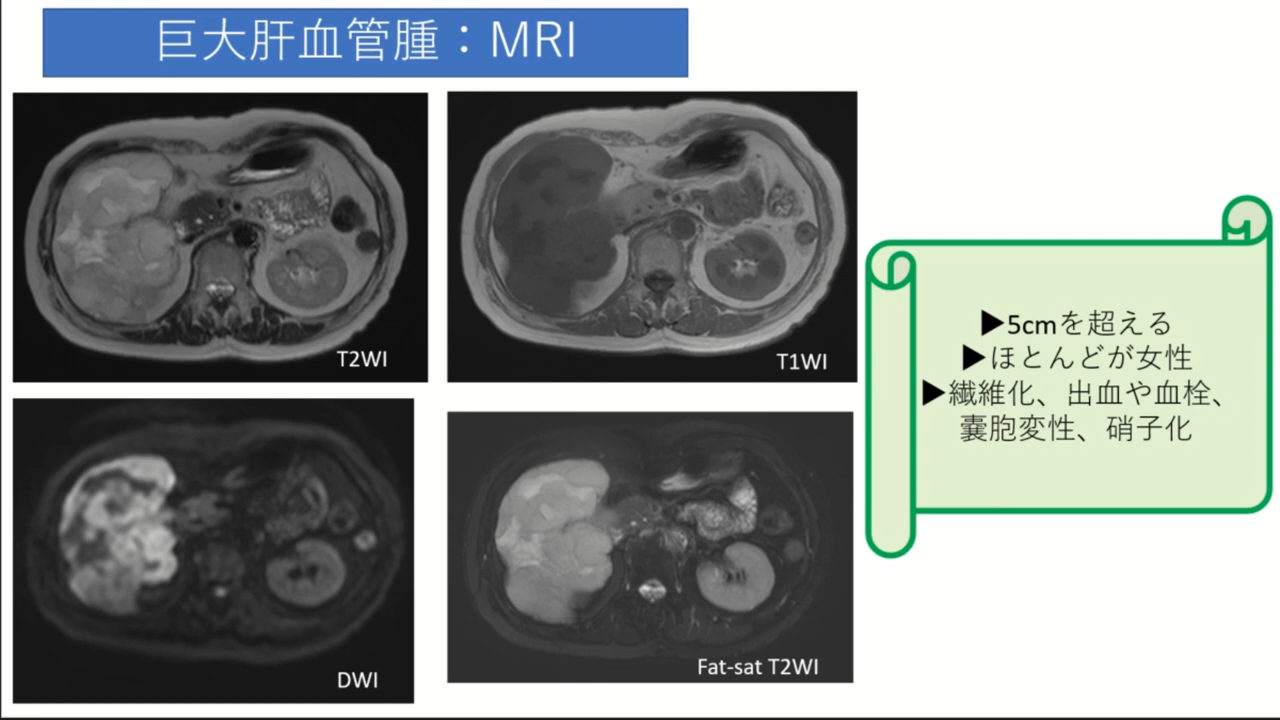 巨大肝血管腫：MRI
T2WI
T1WI
▶5cmを超える
▶ほとんどが女性
▶繊維化、出血や血栓、
嚢胞変性、硝子化
DWI
Fat-sat T2WI